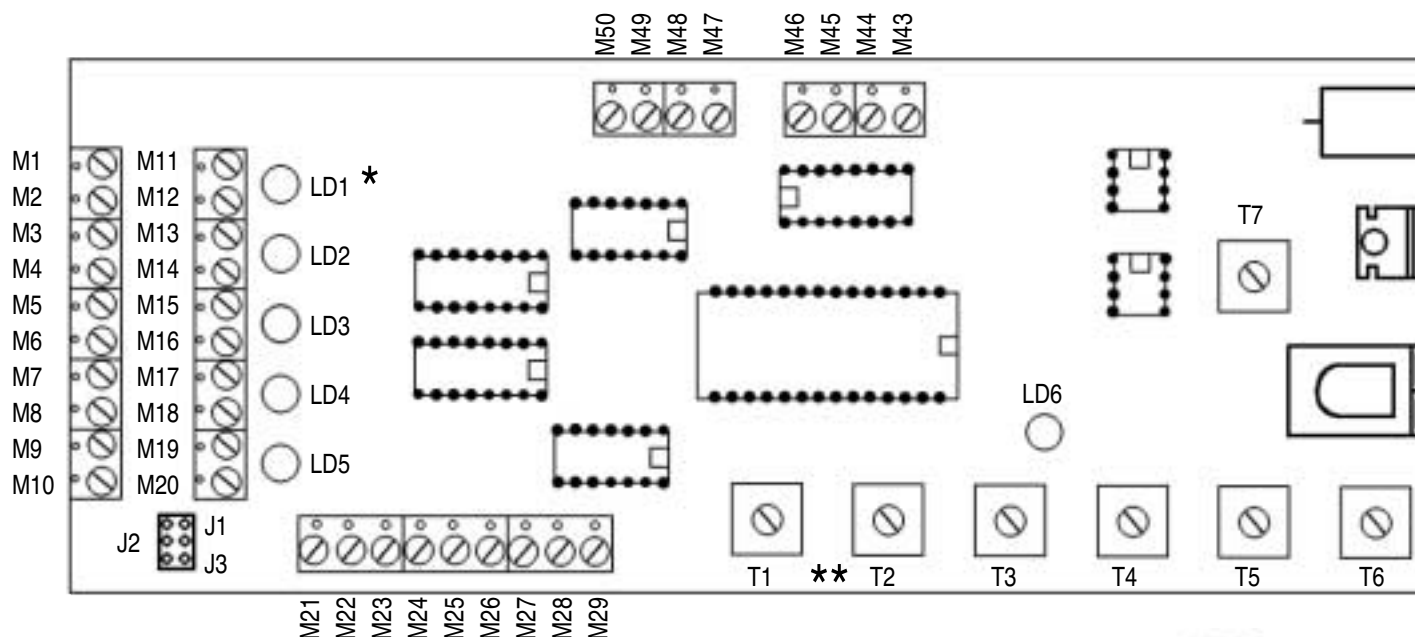 M50 M49 M48 M47 M46 M45 M44 M43
M1 M11 LD1 *
M2 M12
M3 M13 T7
M4 M14 LD2
M5 M15
M6 M16 LD3
M7 M17
M8 M18 LD4 LD6
M9 M19
M10 M20 LD5
J2 J1
J3
T1 ** T2 T3 T4 T5 T6
M21 M22 M23 M24 M25 M26 M27 M28 M29